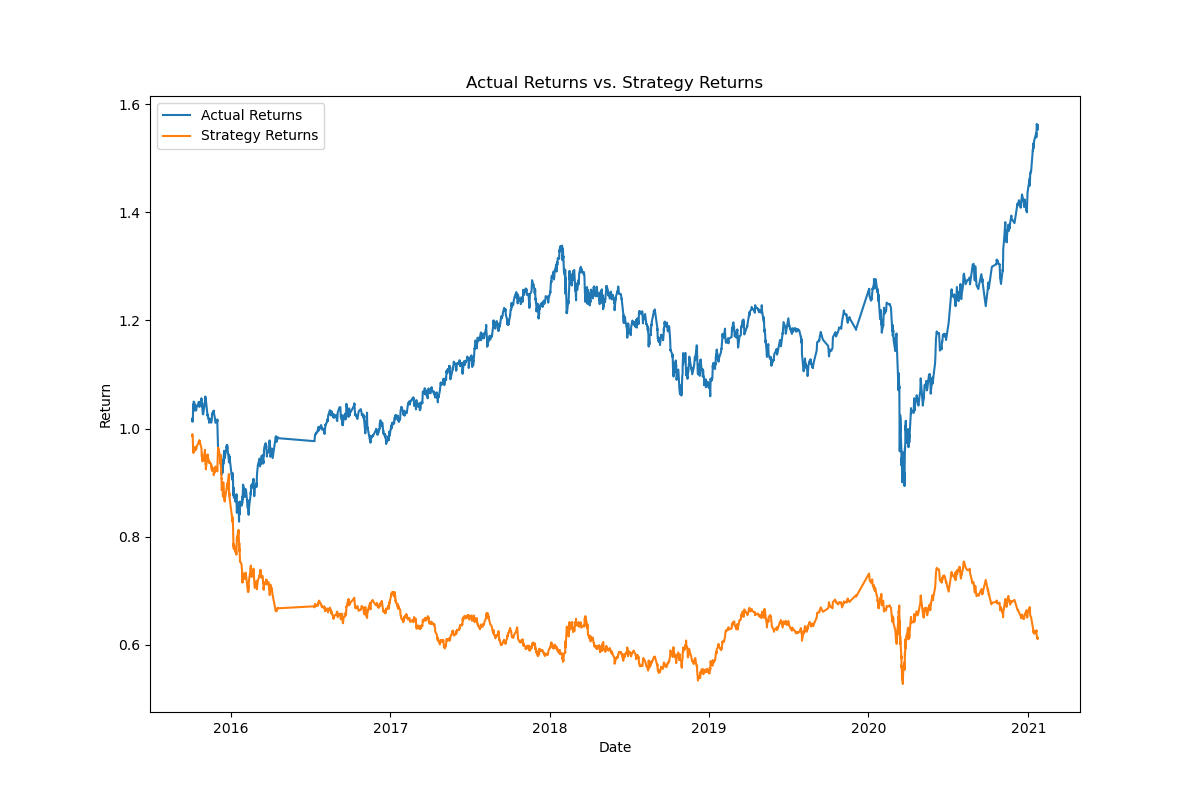 Actual Returns vs. Strategy Returns
Actual Returns
Strategy Returns
1.6
1.4
1.2
1.0
0.8
0.6
Return
2016 2017 2018 2019 2020 2021
Date